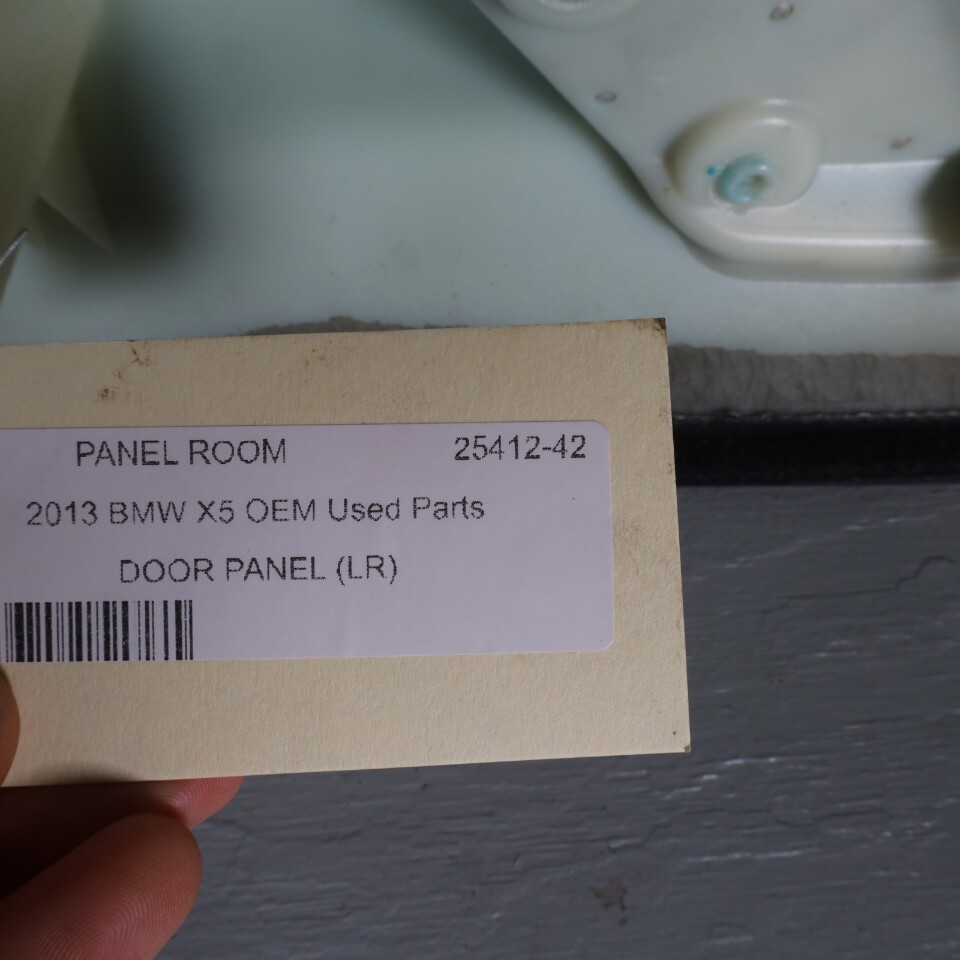 PANEL ROOM 25412-42
2013 BMW X5 OEM Used Parts
DOOR PANEL (LR)